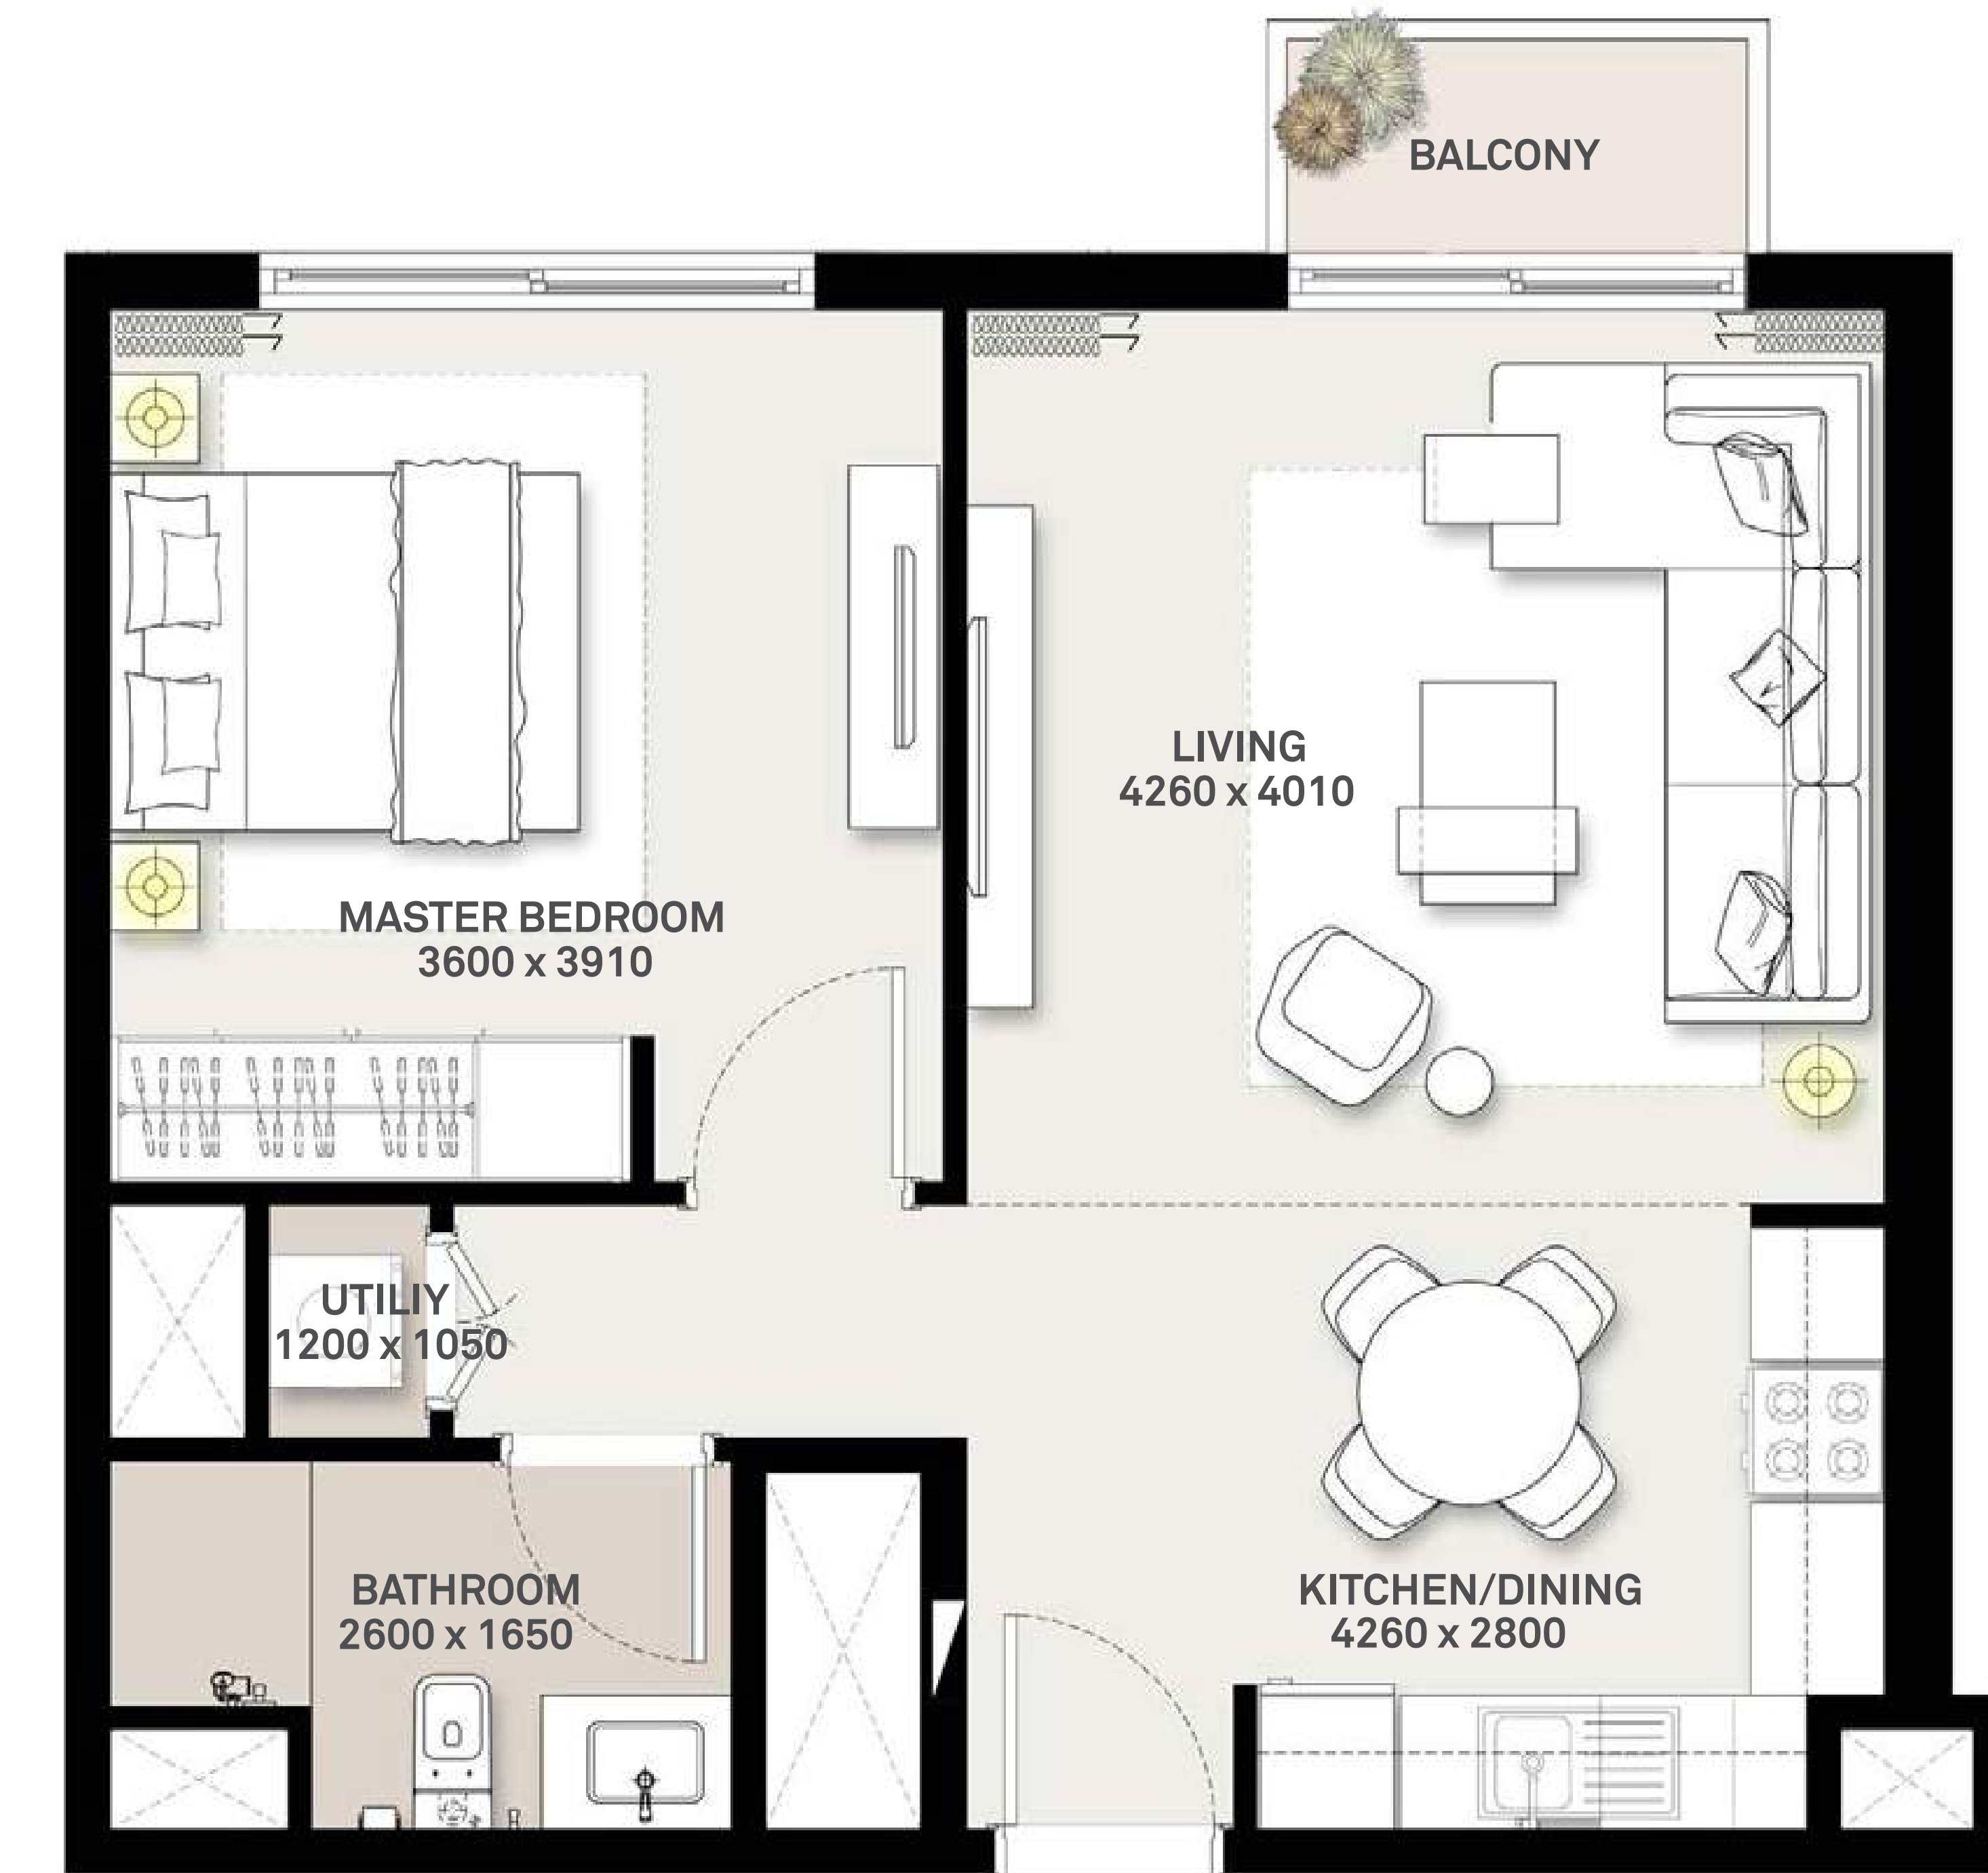 BALCONY
LIVING
4260 x 4010
MASTER BEDROOM
3600 x 3910
UTILIY
1200 x 1050
BATHROOM
2600 x 1650
KITCHEN/DINING
4260 x 2800